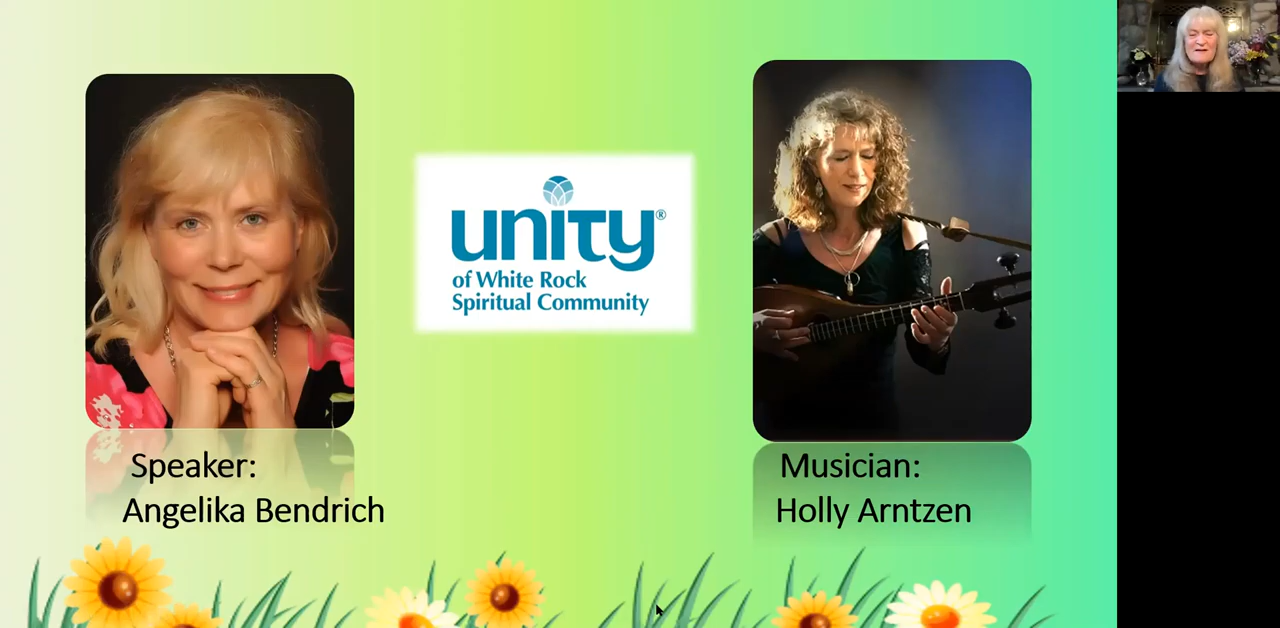 unity®
of White Rock
Spiritual Community
Speaker:
Angelika Bendrich
Musician:
Holly Arntzen